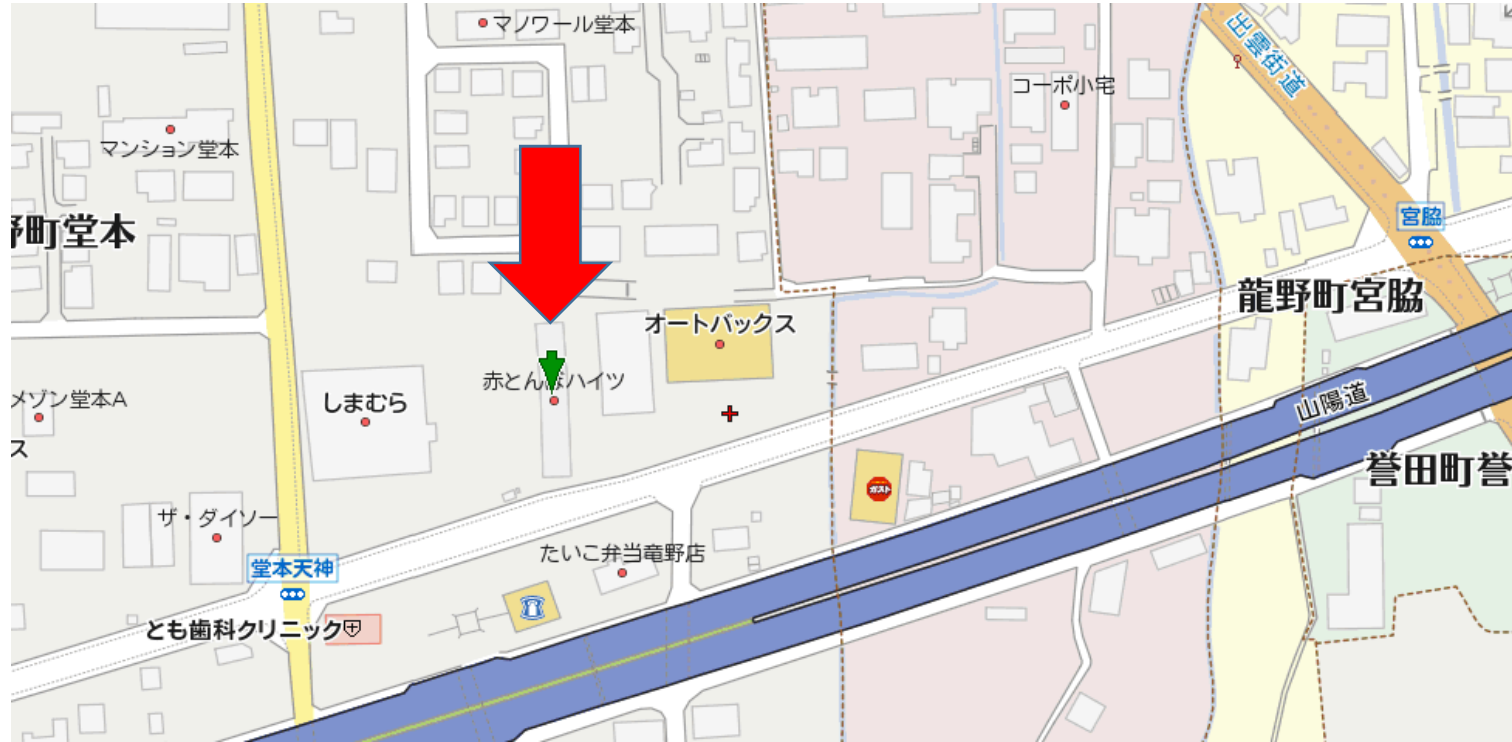 マノワール堂本
出雲街道
コーポ小宅
マンション堂本
宮脇
野町堂本
龍野町宮脇
オートバックス
赤とんぼハイツ
メゾン堂本A
しまむら
山陽道
ス
誉田町誉
ガスト
ザ・ダイソー
たいこ弁当竜野店
堂本天神
とも歯科クリニック